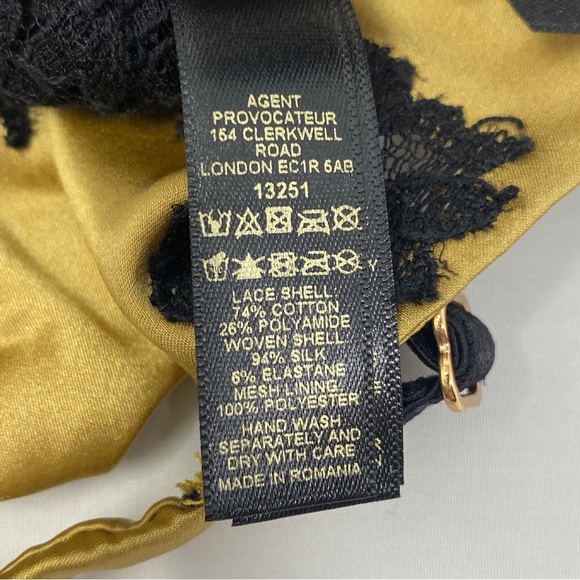 AGENT
PROVOCATEUR
154 CLERKWELL
ROAD
LONDON EC1R 5AB
13251
LACE SHELL:
74% COTTON
26% POLYAMIDE
WOVEN SHELL:
94% SILK
6% ELASTANE
MESH LINING:
100% POLYESTER
HAND WASH
SEPARATELY AND
DRY WITH CARE
MADE IN ROMANIA